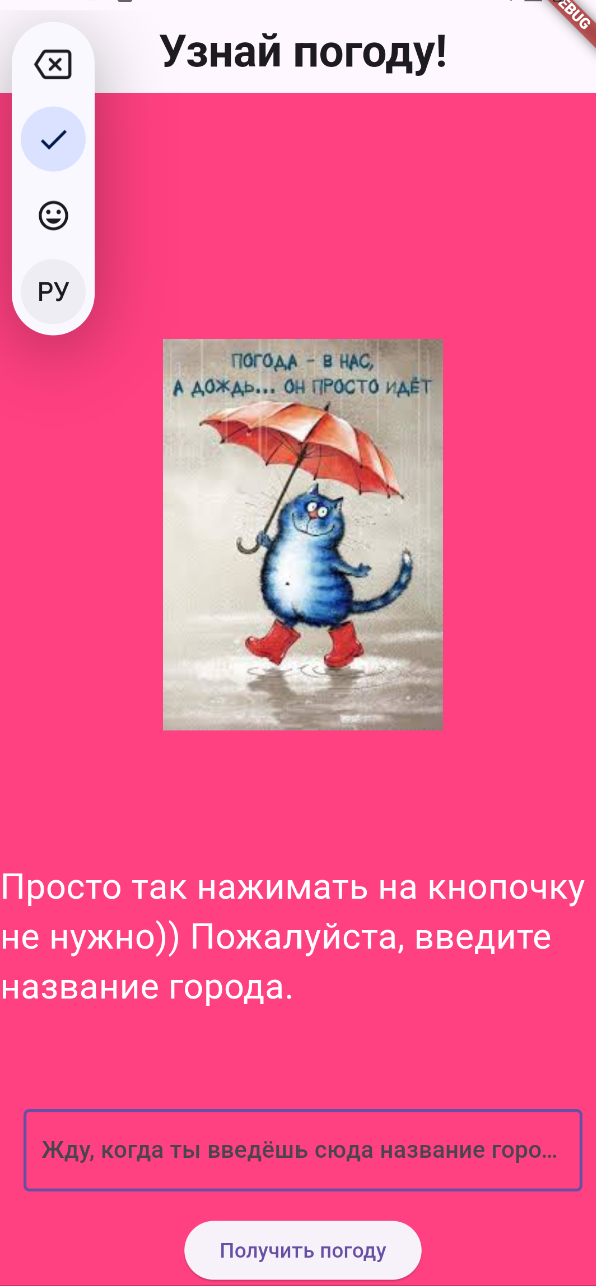 Узнай погоду!
EBUG
РУ
ПОГОДА - В НАС,
А ДОЖДЬ... ОН ПРОСТО ИДЁТ
Просто так нажимать на кнопочку
не нужно)) Пожалуйста, введите
название города.
Жду, когда ты введёшь сюда название горо...
Получить погоду